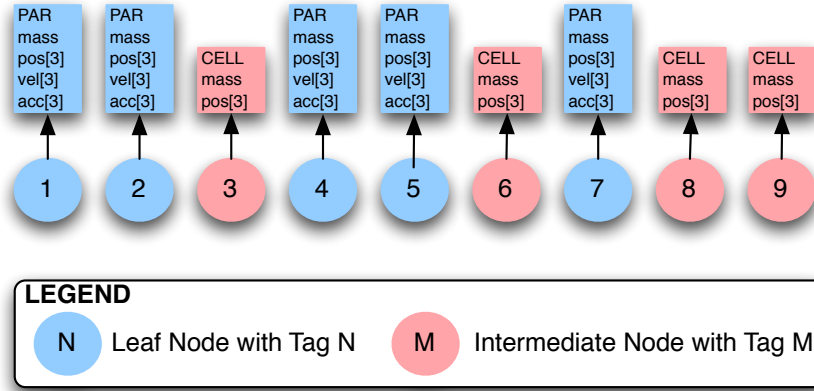 PAR
mass
pos[3]
vel[3]
acc[3]
PAR
mass
pos[3]
vel[3]
acc[3]
CELL
mass
pos[3]
PAR
mass
pos[3]
vel[3]
acc[3]
PAR
mass
pos[3]
vel[3]
acc[3]
CELL
mass
pos[3]
PAR
mass
pos[3]
vel[3]
acc[3]
CELL
mass
pos[3]
CELL
mass
pos[3]
1 2 3 4 5 6 7 8 9
LEGEND
N Leaf Node with Tag N M Intermediate Node with Tag M